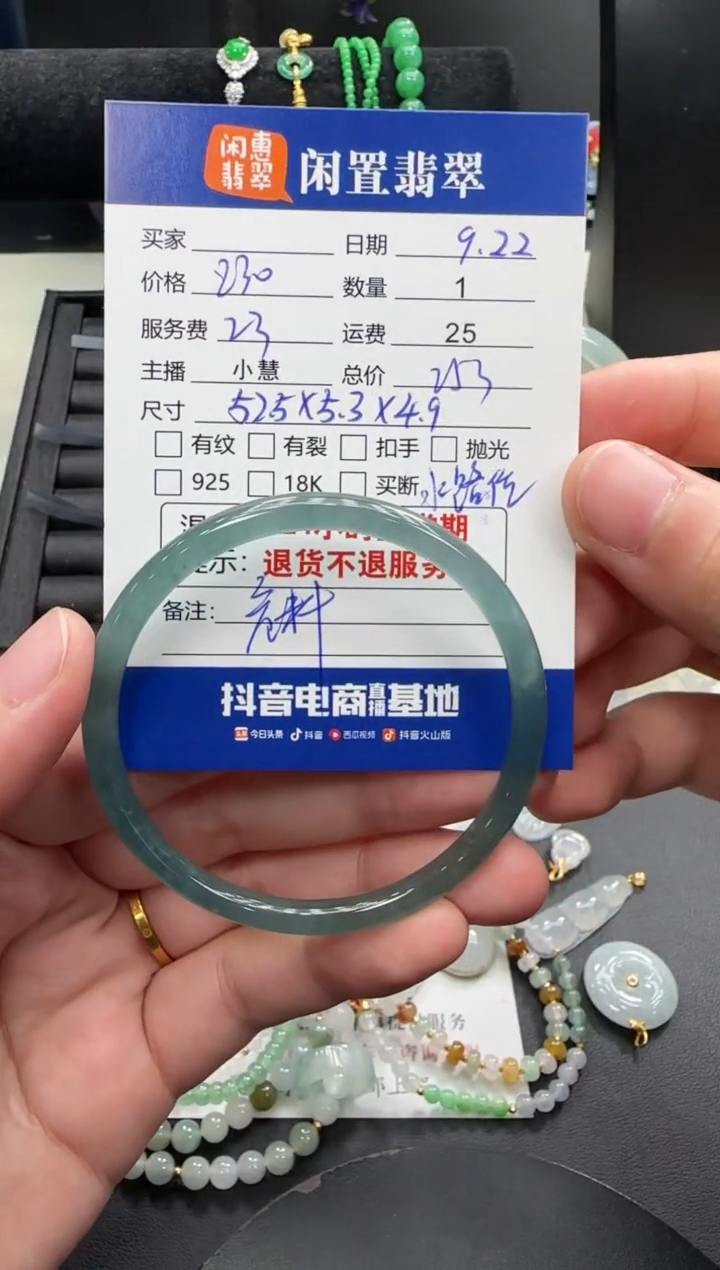 闲惠翡翠 闲置翡翠
买家 日期 9.22
价格 230 数量 1
服务费 23 运费 25
主播 小慧 总价 253
尺寸 525X5.3X4.9
有纹 有裂 扣手 抛光
925 18K 买断
期
示：退货不退服务
备注：
抖音电商直播基地
今日头条 抖音 西瓜视频 抖音火山版
服务